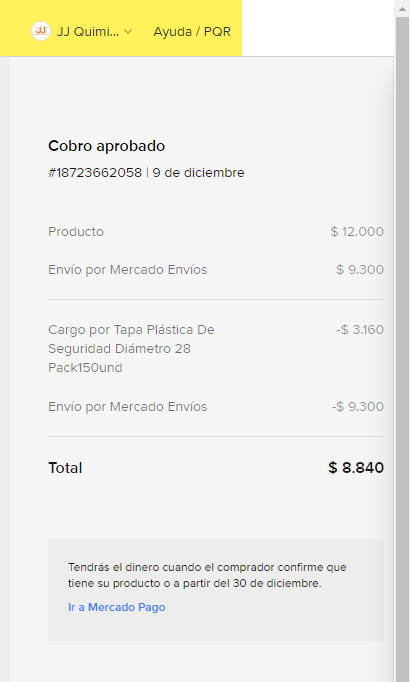 JJ Quimi... Ayuda / PQR
Cobro aprobado
#18723662058 | 9 de diciembre
Producto $ 12.000
Envío por Mercado Envíos $ 9.300
Cargo por Tapa Plástica De -$ 3.160
Seguridad Diámetro 28
Pack150und
Envío por Mercado Envíos -$ 9.300
Total $ 8.840
Tendrás el dinero cuando el comprador confirme que
tiene su producto o a partir del 30 de diciembre.
Ir a Mercado Pago